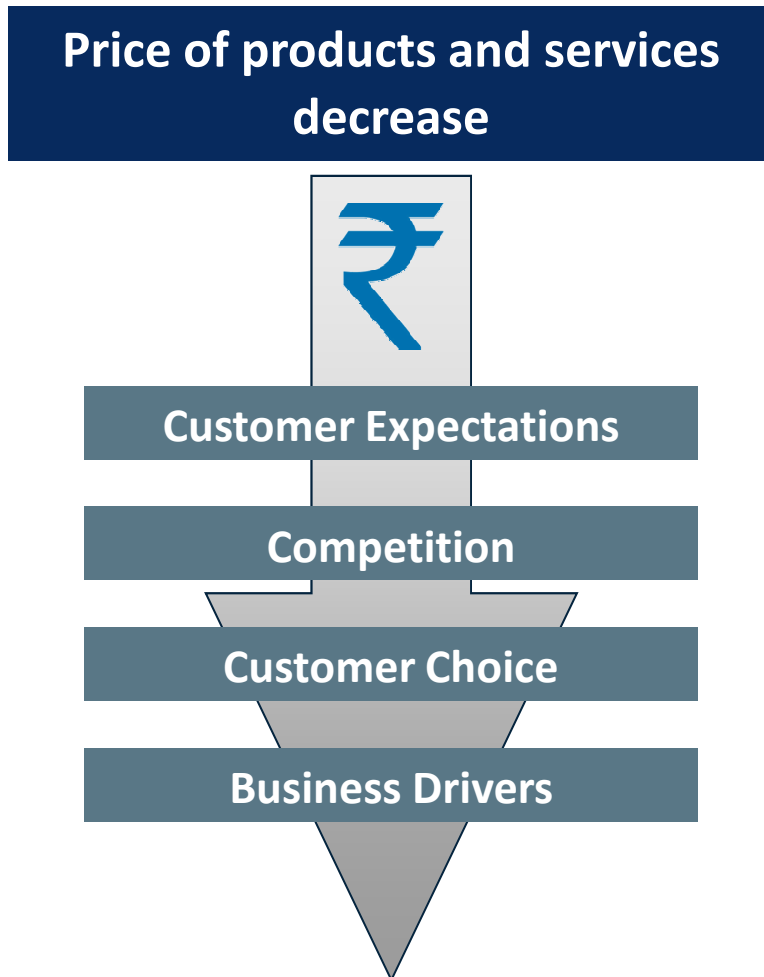 Price of products and services
decrease
₹
Customer Expectations
Competition
Customer Choice
Business Drivers